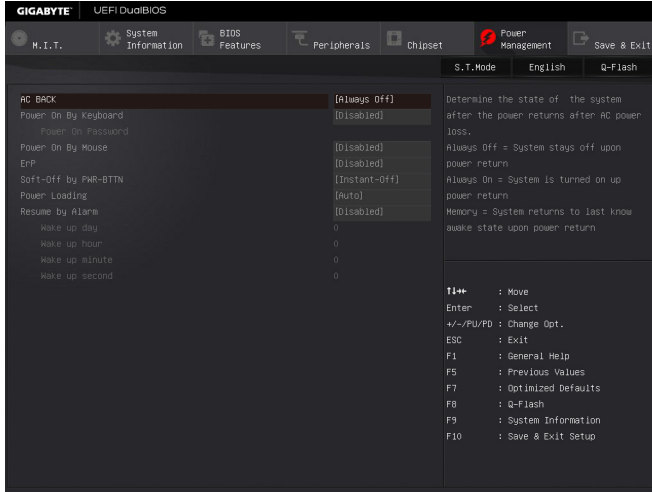 GIGABYTE™ UEFI DualBIOS
M.I.T.
System Information
BIOS Features
Peripherals
Chipset
Power Management
Save & Exit
S.T.Mode English Q-Flash
AC BACK [Always Off]
Power On By Keyboard [Disabled]
Power On Password
Power On By Mouse [Disabled]
ErP [Disabled]
Soft-Off by PWR-BTTN [Instant-Off]
Power Loading [Auto]
Resume by Alarm [Disabled]
Wake up day 0
Wake up hour 0
Wake up minute 0
Wake up second 0
Determine the state of the system
after the power returns after AC power
loss.
Always Off = System stays off upon
power return
Always On = System is turned on up
power return
Memory = System returns to last know
awake state upon power return
↑↓→← : Move
Enter : Select
+/-/PU/PD : Change Opt.
ESC : Exit
F1 : General Help
F5 : Previous Values
F7 : Optimized Defaults
F8 : Q-Flash
F9 : System Information
F10 : Save & Exit Setup